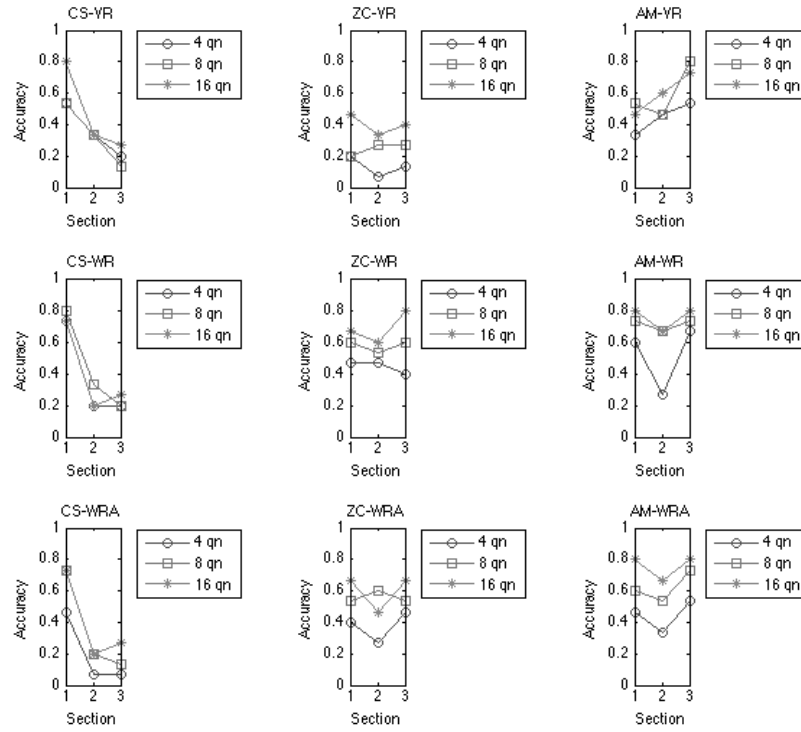 CS-VR
1
0.8
0.6
0.4
0.2
0
Accuracy
1 2 3
Section
4 qn
8 qn
16 qn
ZC-VR
1
0.8
0.6
0.4
0.2
0
Accuracy
1 2 3
Section
4 qn
8 qn
16 qn
AM-VR
1
0.8
0.6
0.4
0.2
0
Accuracy
1 2 3
Section
4 qn
8 qn
16 qn
CS-WR
1
0.8
0.6
0.4
0.2
0
Accuracy
1 2 3
Section
4 qn
8 qn
16 qn
ZC-WR
1
0.8
0.6
0.4
0.2
0
Accuracy
1 2 3
Section
4 qn
8 qn
16 qn
AM-WR
1
0.8
0.6
0.4
0.2
0
Accuracy
1 2 3
Section
4 qn
8 qn
16 qn
CS-WRA
1
0.8
0.6
0.4
0.2
0
Accuracy
1 2 3
Section
4 qn
8 qn
16 qn
ZC-WRA
1
0.8
0.6
0.4
0.2
0
Accuracy
1 2 3
Section
4 qn
8 qn
16 qn
AM-WRA
1
0.8
0.6
0.4
0.2
0
Accuracy
1 2 3
Section
4 qn
8 qn
16 qn